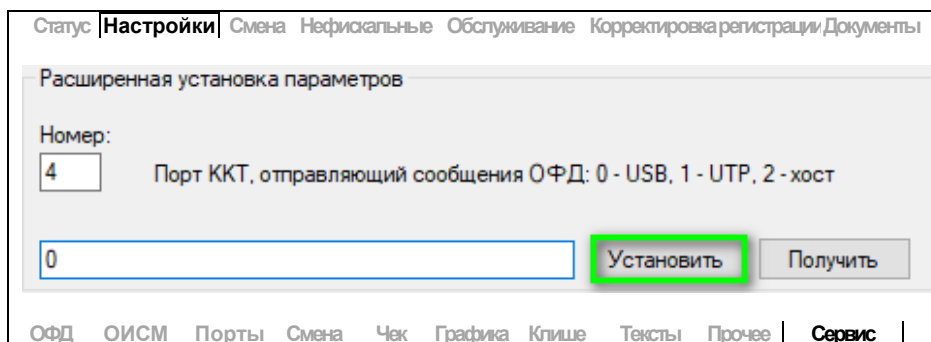 Статус Настройки Смена Нефискальные Обслуживание Корректировка регистрации Документы
Расширенная установка параметров
Номер:
4 Порт ККТ, отправляющий сообщения ОФД: 0 - USB, 1 - UTP, 2 - хост
0 Установить Получить
ОФД ОИСМ Порты Смена Чек Графика Клише Тексты Прочее Сервис